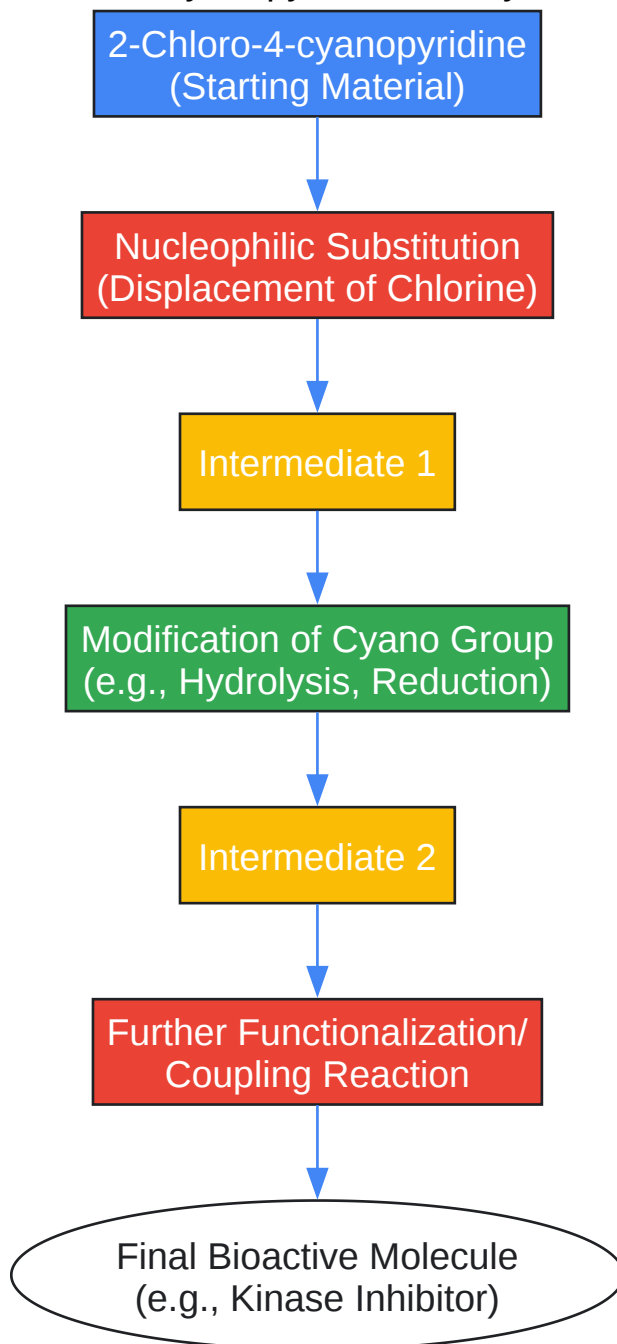 2-Chloro-4-cyanopyridine
(Starting Material)
Nucleophilic Substitution
(Displacement of Chlorine)
Intermediate 1
Modification of Cyano Group
(e.g., Hydrolysis, Reduction)
Intermediate 2
Further Functionalization/
Coupling Reaction
Final Bioactive Molecule
(e.g., Kinase Inhibitor)